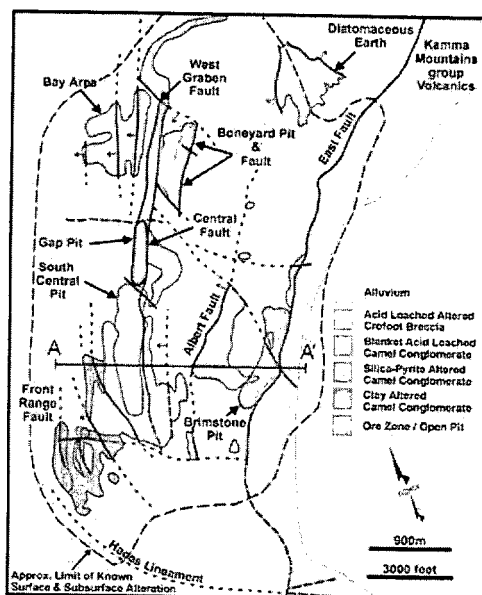 Diatomaceous
Earth
Kamma
Mountains
group
Volcanics
West
Graben
Fault
Bay Area
Boneyard Pit
&
Fault
East Fault
Gap Pit
Central
Fault
South
Central
Pit
Albert Fault
A
A'
Front
Range
Fault
Brimstone
Pit
Alluvium
Acid Leached Altered
Crofoot Breccia
Blanket Acid Leached
Camel Conglomerate
Silica-Pyrite Altered
Camel Conglomerate
Clay Altered
Camel Conglomerate
Ore Zone / Open Pit
900m
3000 feet
Hades Lineament
Approx. Limit of Known
Surface & Subsurface Alteration